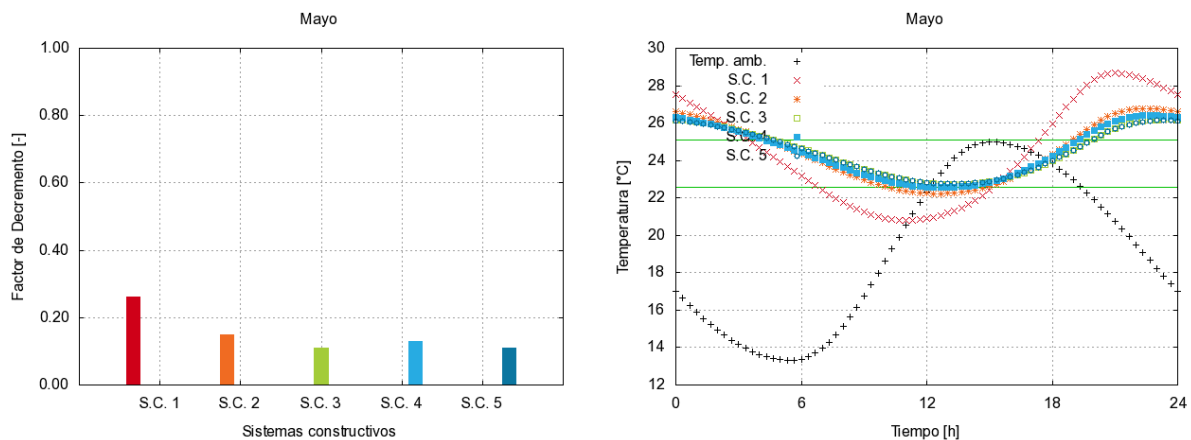 Mayo
1.00
0.80
0.60
0.40
0.20
0.00
Factor de Decremento [-]
S.C. 1 S.C. 2 S.C. 3 S.C. 4 S.C. 5
Sistemas constructivos
Mayo
30
28
26
24
22
20
18
16
14
12
Temperatura [°C]
Temp. amb.
S.C. 1
S.C. 2
S.C. 3
S.C. 4
S.C. 5
0 6 12 18 24
Tiempo [h]